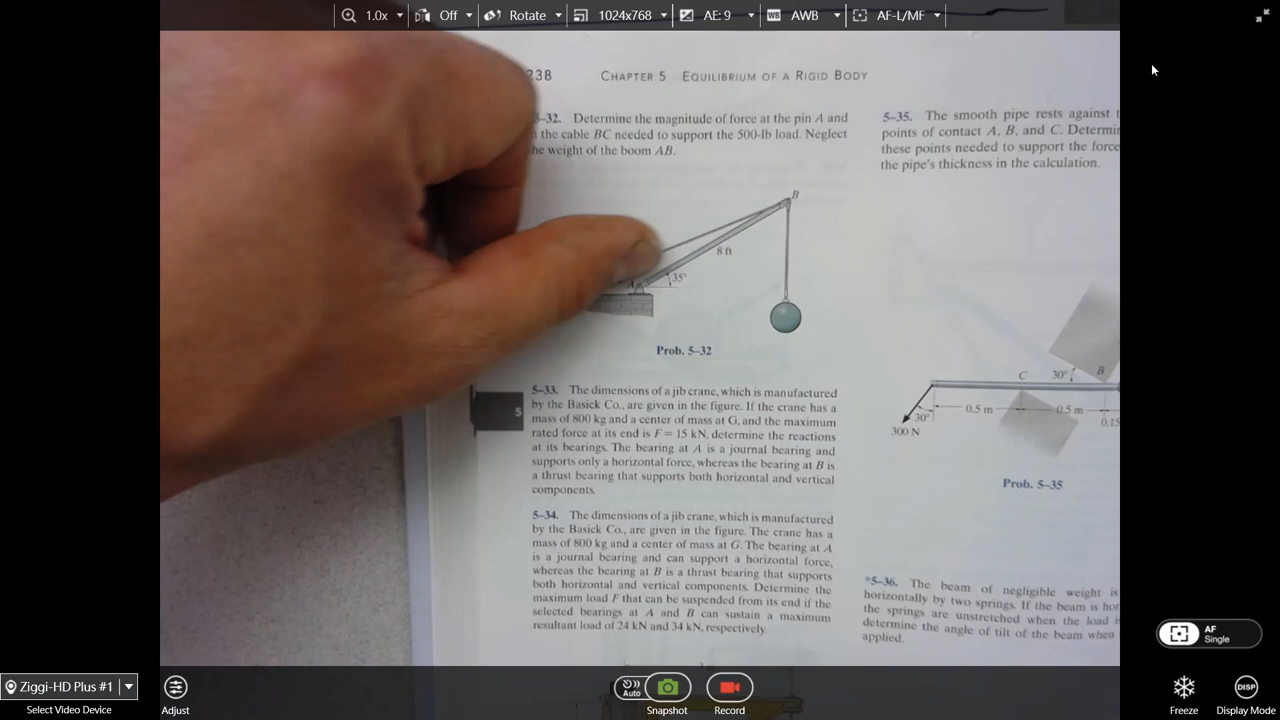 1.0x
Off
Rotate
1024x768
AE: 9
AWB
AF-L/MF
238 CHAPTER 5 EQUILIBRIUM OF A RIGID BODY
5-32. Determine the magnitude of force at the pin A and
the cable BC needed to support the 500-lb load. Neglect
the weight of the boom AB.
B
8 ft
A
35°
Prob. 5-32
5
5-33. The dimensions of a jib crane, which is manufactured
by the Basick Co., are given in the figure. If the crane has a
mass of 800 kg and a center of mass at G, and the maximum
rated force at its end is F = 15 kN, determine the reactions
at its bearings. The bearing at A is a journal bearing and
supports only a horizontal force, whereas the bearing at B is
a thrust bearing that supports both horizontal and vertical
components.
5-34. The dimensions of a jib crane, which is manufactured
by the Basick Co., are given in the figure. The crane has a
mass of 800 kg and a center of mass at G. The bearing at A
is a journal bearing and can support a horizontal force,
whereas the bearing at B is a thrust bearing that supports
both horizontal and vertical components. Determine the
maximum load F that can be suspended from its end if the
selected bearings at A and B can sustain a maximum
resultant load of 24 kN and 34 kN, respectively.
5-35. The smooth pipe rests against
points of contact A, B, and C. Determi
these points needed to support the force
the pipe's thickness in the calculation.
C
30°
B
0.5 m
0.5 m
0.15
30°
300 N
Prob. 5-35
*5-36. The beam of negligible weight is
horizontally by two springs. If the beam is hor
the springs are unstretched when the load
determine the angle of tilt of the beam when
applied.
AF
Single
Ziggi-HD Plus #1
Select Video Device
Adjust
Auto
Snapshot
Record
Freeze
DISP
Display Mode